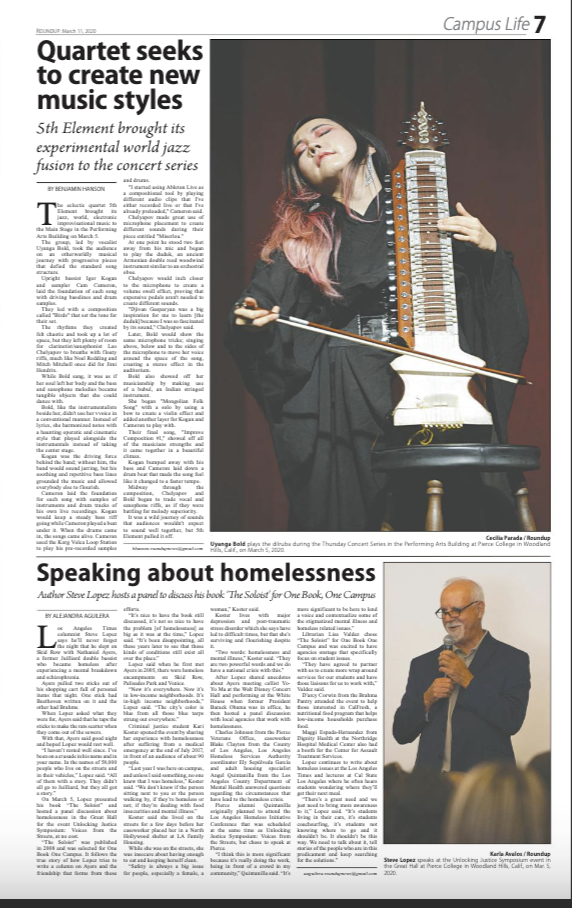 ROUNDUP March 11, 2020
Campus Life 7
Quartet seeks
to create new
music styles
5th Element brought its
experimental world jazz
fusion to the concert series
BY BENJAMIN HANSON
The eclectic quartet 5th
Element brought its
jazz, world, electronic
improvisational music to
the Main Stage in the Performing
Arts Building on March 5.
The group, led by vocalist
Uyanga Bold, took the audience
on an otherworldly musical
journey with progressive pieces
that defied the standard song
structure.
Upright bassist Igor Kogan
and sampler Cam Cameron,
laid the foundation of each song
with driving basslines and drum
samples.
They led with a composition
called "Birds" that set the tone for
their set.
The rhythms they created
felt chaotic and took up a lot of
space, but they left plenty of room
for clarinetist/saxophonist Leo
Chelyapov to breathe with floaty
riffs, much like Noel Redding and
Mitch Mitchell once did for Jimi
Hendrix.
While Bold sang, it was as if
her soul left her body and the bass
and saxophone melodies became
tangible objects that she could
dance with.
Bold, like the instrumentalists
beside her, didn't use her voice in
a conventional manner. Instead of
lyrics, she harmonized notes with
a haunting operatic and cinematic
style that played alongside the
instrumentals instead of taking
the center stage.
Kogan was the driving force
behind the band; without him, the
band would sound jarring, but his
soothing and repetitive bass lines
grounded the music and allowed
everybody else to flourish.
Cameron laid the foundation
for each song with samples of
instruments and drum tracks of
his own live recordings. Kogan
would keep a steady bass riff
going while Cameron played a beat
under it. When the drums came
in, the songs came alive. Cameron
used the Korg Volca Loop Station
to play his pre-recorded samples
and drums.
"I started using Ableton Live as
a compositional tool by playing
different audio clips that I've
either recorded live or that I've
already preloaded," Cameron said.
Chelyapov made great use of
microphone placement to create
different sounds during their
piece entitled
At one point he stood two feet
away from his mic and began
to play the duduk, an ancient
Armenian double reed woodwind
instrument similar to an orchestral
oboe.
Chelyapov would inch closer
to the microphone to create a
volume swell effect, proving that
expensive pedals aren't needed to
create different sounds.
"Djivan Gasparyan was a big
inspiration for me to learn [the
duduk] because I was so fascinated
by its sound," Chelyapov said.
Later, Bold would show the
same microphone tricks; singing
above, below and to the sides of
the microphone to move her voice
around the space of the song,
creating a stereo effect in the
auditorium.
Bold also showed off her
musicianship by making use
of a an Indian stringed
instrument.
She began "Mongolian Folk
Song" with a solo by using a
bow to create a violin effect and
added another layer for Kogan and
Cameron to play with.
Their final song, "Improv
Composition #1," showed off all
of the musicians strengths and
it came together in a beautiful
climax.
Kogan bumped away with his
bass and Cameron laid down a
drum beat that made the song feel
like it changed to a faster tempo.
Midway through the
composition, Chelyapov and
Bold began to trade vocal and
saxophone riffs, as if they were
battling for melody superiority.
It was a wild journey of sounds
that audiences wouldn't expect
to sound well together, but 5th
Element pulled it off.
bhanson.roundupnews@gmail.com
Cecilia Parada / Roundup
Uyanga Bold plays the dilruba during the Thursday Concert Series in the Performing Arts Building at Pierce College in Woodland
Hills, Calif., on March 5, 2020.
Speaking about homelessness
Author Steve Lopez hosts a panel to discuss his book 'The Soloist' for One Book, One Campus
BY ALEJANDRA AGUILERA
Los Angeles Times
columnist Steve Lopez
says he'll never forget
the night that he slept on
Skid Row with Nathaniel Ayers,
a former Juilliard double bassist
who became homeless after
experiencing a mental breakdown
and schizophrenia.
Ayers pulled two sticks out of
his shopping cart full of personal
items that night. One stick had
Beethoven written on it and the
other had Brahms.
When Lopez asked what they
were for, Ayers said that he taps the
sticks to make the rats scatter when
they come out of the sewers.
With that, Ayers said good night
and hoped Lopez would rest well.
"I haven't rested well since. I've
been on a crusade in his name and in
your name. In the names of 59,000
people who live on the streets and
in their vehicles," Lopez said. "All
of them with a story. They didn't
all go to Juilliard, but they all got
a story."
On March 5, Lopez presented
his book "The Soloist" and
hosted a panel discussion about
homelessness in the Great Hall
for the event Unlocking Justice
Symposium: Voices from the
Streets, at no cost.
"The Soloist" was published
in 2008 and was selected for One
Book One Campus. It follows the
true story of how Lopez tries to
write a column on Ayers and the
friendship that forms from these
efforts.
"It's nice to have the book still
discussed, it's not so nice to have
the problem [of homelessness] as
big as it was at the time," Lopez
said. "It's been disappointing, all
these years later to see that these
kinds of conditions still exist all
over the place."
Lopez said when he first met
Ayers in 2005, there were homeless
encampments on Skid Row,
Palisades Park and Venice.
"Now it's everywhere. Now it's
in low-income neighborhoods. It's
in high income neighborhoods,"
Lopez said. "The city's color is
blue from all those blue tarps
strung out everywhere."
Criminal justice student Kari
Koster opened the event by sharing
her experience with homelessness
after suffering from a medical
emergency at the end of July 2017,
in front of an audience of about 90
people.
"Last year I was here on campus,
and unless I said something, no one
knew that I was homeless," Koster
said. "We don't know if the person
sitting next to you or the person
walking by, if they're homeless or
not; if they're dealing with food
insecurities and mental illness."
Koster said she lived on the
streets for a few days before her
caseworker placed her in a North
Hollywood shelter at LA Family
Housing.
While she was on the streets, she
was insecure about having enough
to eat and keeping herself clean.
"Safety is always a big issue
for people, especially a female, a
woman," Koster said.
Koster lives with major
depression and post-traumatic
stress disorder which she says have
led to difficult times, but that she's
surviving and flourishing despite
it.
"Two words: homelessness and
mental illness," Koster said. "They
are two powerful words and we do
have a national crisis with this."
After Lopez shared anecdotes
about Ayers meeting cellist Yo-
Yo Ma at the Walt Disney Concert
Hall and performing at the White
House when former President
Barack Obama was in office, he
then hosted a panel discussion
with local agencies that work with
homelessness.
Charles Johnson from the Pierce
Veterans Office, caseworker
Blake Clayton from the County
of Los Angeles, Los Angeles
Homeless Services Authority
coordinator Ely Sepulveda Garcia
and adult housing specialist
Angel Quintanilla from the Los
Angeles County Department of
Mental Health answered questions
regarding the circumstances that
have lead to the homeless crisis.
Pierce alumni Quintanilla
originally planned to attend the
Los Angeles Homeless Initiative
Conference that was scheduled
at the same time as Unlocking
Justice Symposium: Voices from
the Streets, but chose to speak at
Pierce.
"I think this is more significant
because it's really doing the work,
being in front of a crowd in my
community," Quintanilla said. "It's
more significant to be here to lend
a voice and contextualize some of
the stigmatized mental illness and
homeless related issues."
Librarian Lisa Valdez chose
"The Soloist" for One Book One
Campus and was excited to have
agencies outrage that specifically
focus on student issues.
"They have agreed to partner
with us to create more wrap around
services for our students and have
those liaisons for us to work with,"
Valdez said.
D'arcy Corwin from the Brahma
Pantry attended the event to help
those interested in CalFresh, a
nutritional food program that helps
low-income households purchase
food.
Maggi Espada-Hernandez from
Dignity Health at the Northridge
Hospital Medical Center also had
a booth for the Center for Assault
Treatment Services.
Lopez continues to write about
homeless issues at the Los Angeles
Times and lectures at Cal State
Los Angeles where he often hears
students wondering where they'll
get their next meal.
"There's a great need and we
just need to bring more awareness
to it," Lopez said. "It's students
living in their cars, it's students
couchsurfing, it's students not
knowing where to go and it
shouldn't be. It shouldn't be this
way. We need to talk about it, tell
stories of the people who are in this
predicament and keep searching
for the solutions."
aaguilera.roundupnews@gmail.com
Karla Avalos / Roundup
Steve Lopez speaks at the Unlocking Justice Symposium event in
the Great Hall at Pierce College in Woodland Hills, Calif., on Mar. 5,
2020.